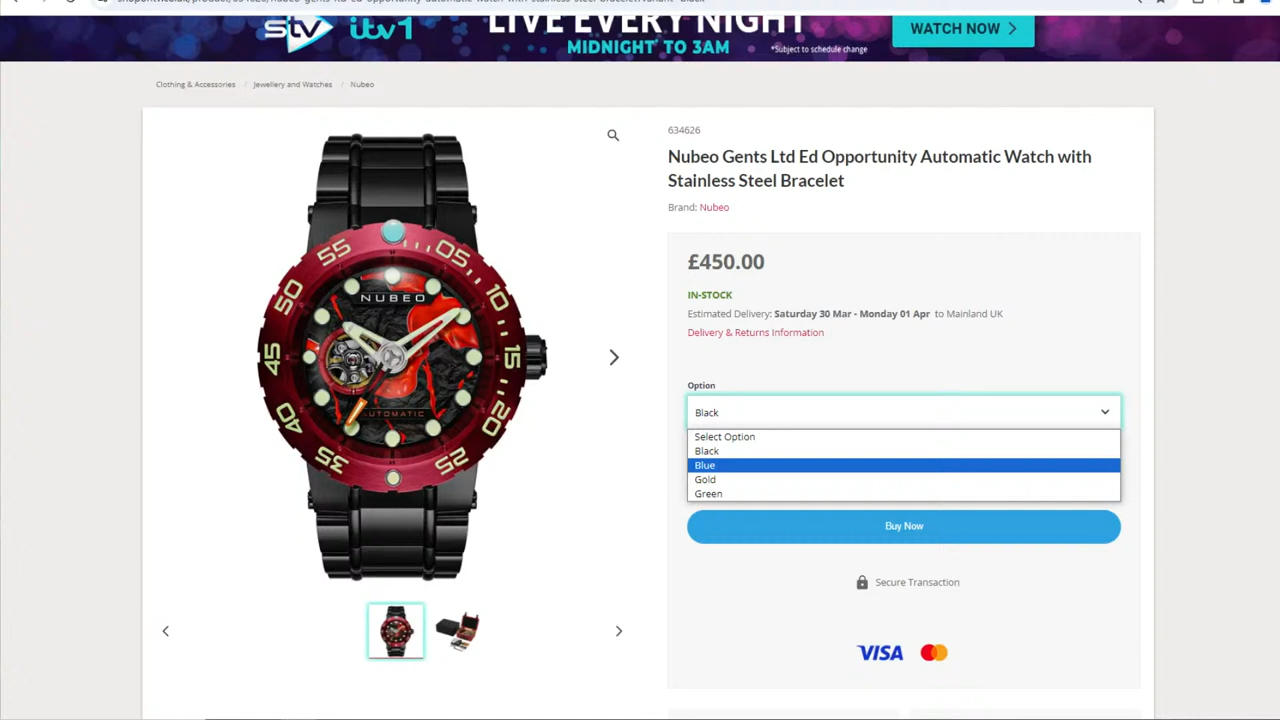 LIVE EVERY NIGHT
STV itv1
MIDNIGHT TO 3AM
*Subject to schedule change
WATCH NOW
Clothing & Accessories / Jewellery and Watches / Nubeo
634626
Nubeo Gents Ltd Ed Opportunity Automatic Watch with
Stainless Steel Bracelet
Brand: Nubeo
£450.00
IN-STOCK
Estimated Delivery: Saturday 30 Mar - Monday 01 Apr to Mainland UK
Delivery & Returns Information
Option
Black
Select Option
Black
Blue
Gold
Green
Buy Now
Secure Transaction
VISA
55
05
50
10
45
15
40
20
35
25
NUBEO
AUTOMATIC